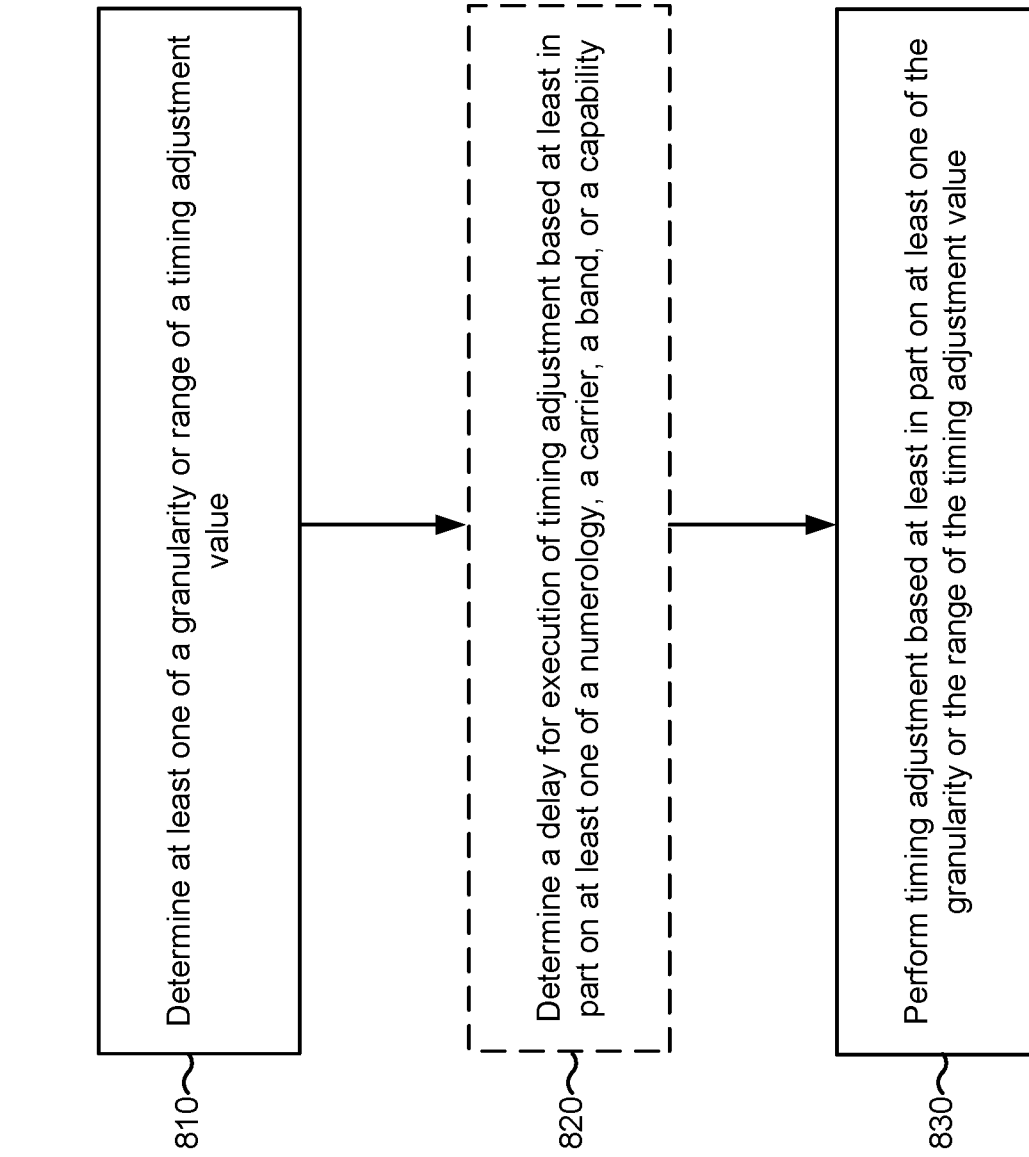 810
Determine at least one of a granularity or range of a timing adjustment
value
820
Determine a delay for execution of timing adjustment based at least in
part on at least one of a numerology, a carrier, a band, or a capability
830
Perform timing adjustment based at least in part on at least one of the
granularity or the range of the timing adjustment value